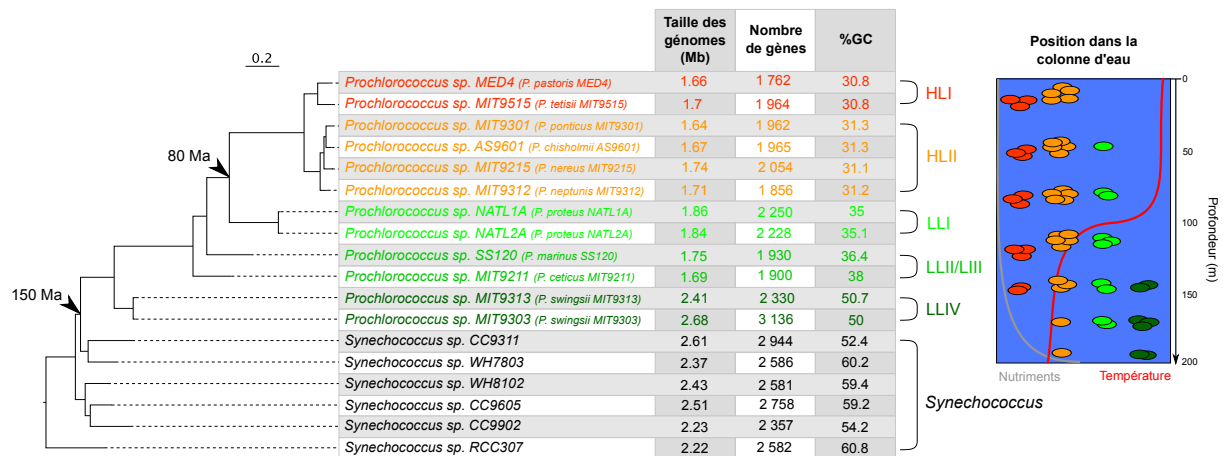 Taille des génomes (Mb) Nombre de gènes %GC
0.2
Prochlorococcus sp. MED4 (P. pastoris MED4) 1.66 1 762 30.8
Prochlorococcus sp. MIT9515 (P. tetisii MIT9515) 1.7 1 964 30.8
HLI
Prochlorococcus sp. MIT9301 (P. ponticus MIT9301) 1.64 1 962 31.3
Prochlorococcus sp. AS9601 (P. chisholmii AS9601) 1.67 1 965 31.3
Prochlorococcus sp. MIT9215 (P. nereus MIT9215) 1.74 2 054 31.1
Prochlorococcus sp. MIT9312 (P. neptunis MIT9312) 1.71 1 856 31.2
HLII
80 Ma
Prochlorococcus sp. NATL1A (P. proteus NATL1A) 1.86 2 250 35
Prochlorococcus sp. NATL2A (P. proteus NATL2A) 1.84 2 228 35.1
LLI
Prochlorococcus sp. SS120 (P. marinus SS120) 1.75 1 930 36.4
Prochlorococcus sp. MIT9211 (P. ceticus MIT9211) 1.69 1 900 38
LLII/LIII
150 Ma
Prochlorococcus sp. MIT9313 (P. swingsii MIT9313) 2.41 2 330 50.7
Prochlorococcus sp. MIT9303 (P. swingsii MIT9303) 2.68 3 136 50
LLIV
Synechococcus sp. CC9311 2.61 2 944 52.4
Synechococcus sp. WH7803 2.37 2 586 60.2
Synechococcus sp. WH8102 2.43 2 581 59.4
Synechococcus sp. CC9605 2.51 2 758 59.2
Synechococcus sp. CC9902 2.23 2 357 54.2
Synechococcus sp. RCC307 2.22 2 582 60.8
Synechococcus
Position dans la
colonne d'eau
0
50
100
150
200
Profondeur (m)
Nutriments Température